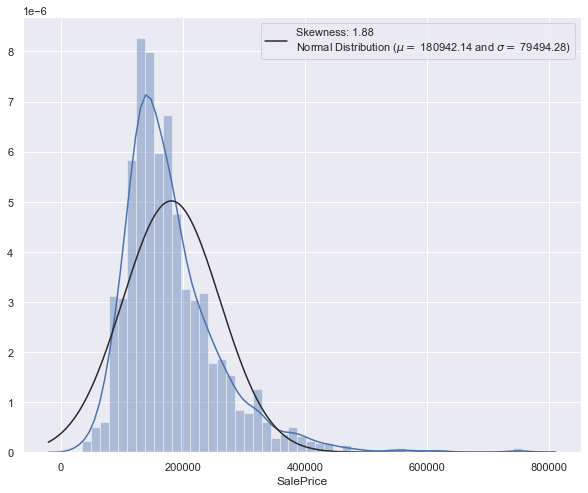 1e−6
Skewness: 1.88
Normal Distribution (μ = 180942.14 and σ = 79494.28)
8
7
6
5
4
3
2
1
0
0 200000 400000 600000 800000
SalePrice